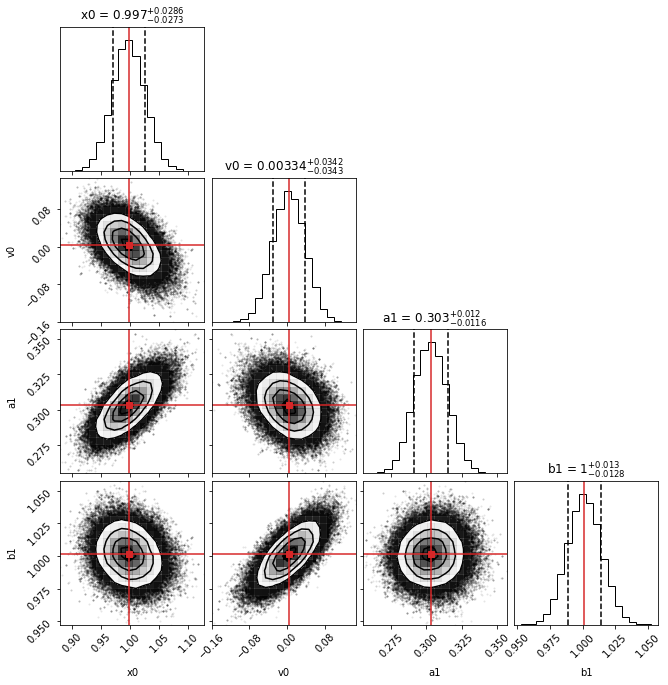 x0 = 0.997+0.0286−0.0273
v0 = 0.00334+0.0342−0.0343
v0
0.08
0.00
−0.08
−0.16
a1 = 0.303+0.012−0.0116
a1
0.350
0.325
0.300
0.275
b1 = 1+0.013−0.0128
b1
1.050
1.025
1.000
0.975
0.950
0.90 0.95 1.00 1.05 1.10
−0.16 −0.08 0.00 0.08
0.275 0.300 0.325 0.350
0.950 0.975 1.000 1.025 1.050
x0 v0 a1 b1